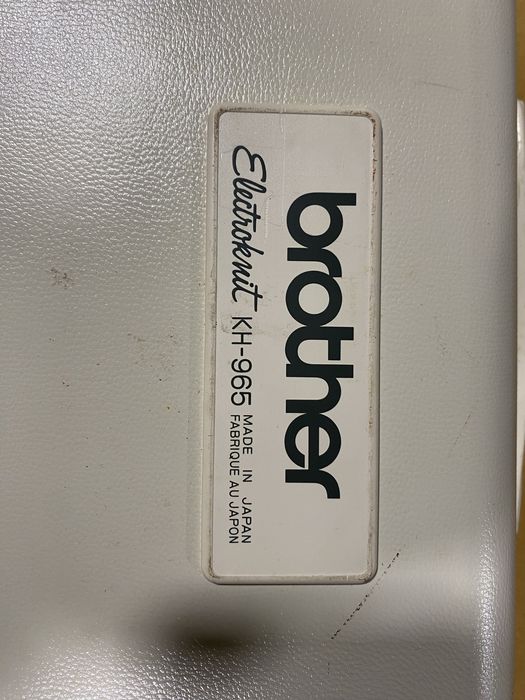 brother
Electroknit KH-965 MADE IN JAPAN
FABRIQUE AU JAPON